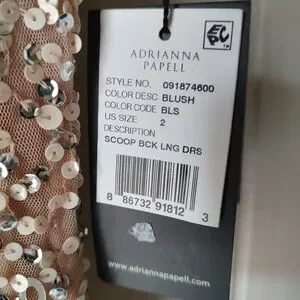 EPC
ADRIANNA
PAPELL
STYLE NO. 091874600
COLOR DESC BLUSH
COLOR CODE BLS
US SIZE 2
DESCRIPTION
SCOOP BCK LNG DRS
8 86732 91812 3
www.adriannapapell.com